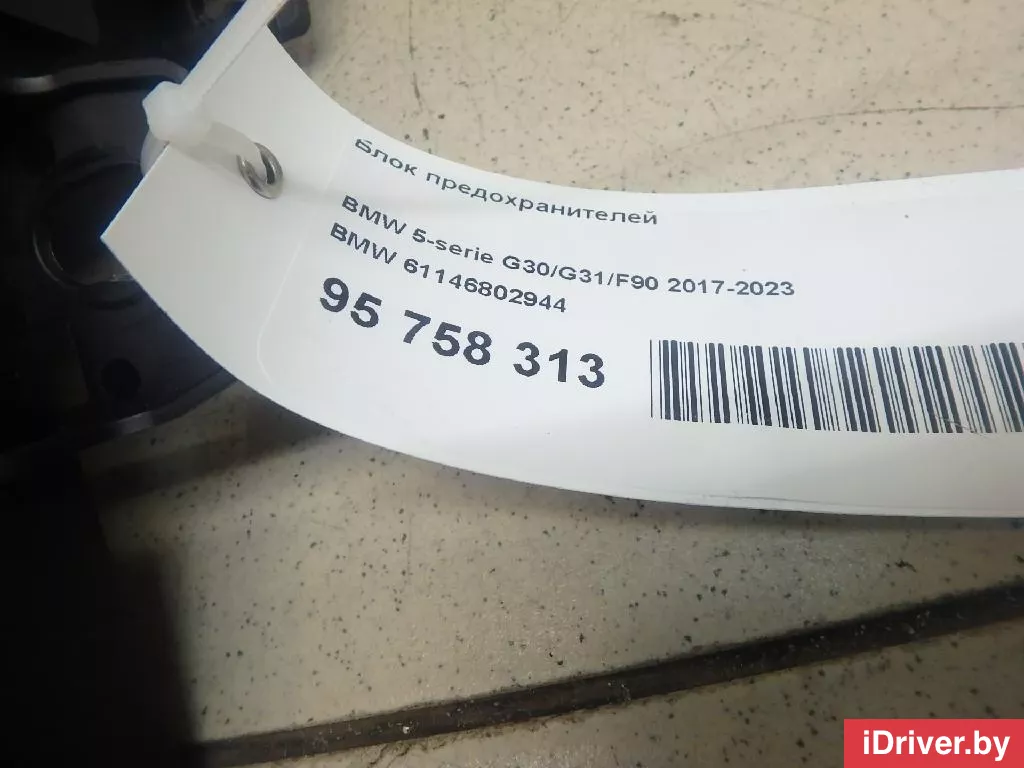 Блок предохранителей
BMW 5-serie G30/G31/F90 2017-2023
BMW 61146802944
95 758 313
iDriver.by